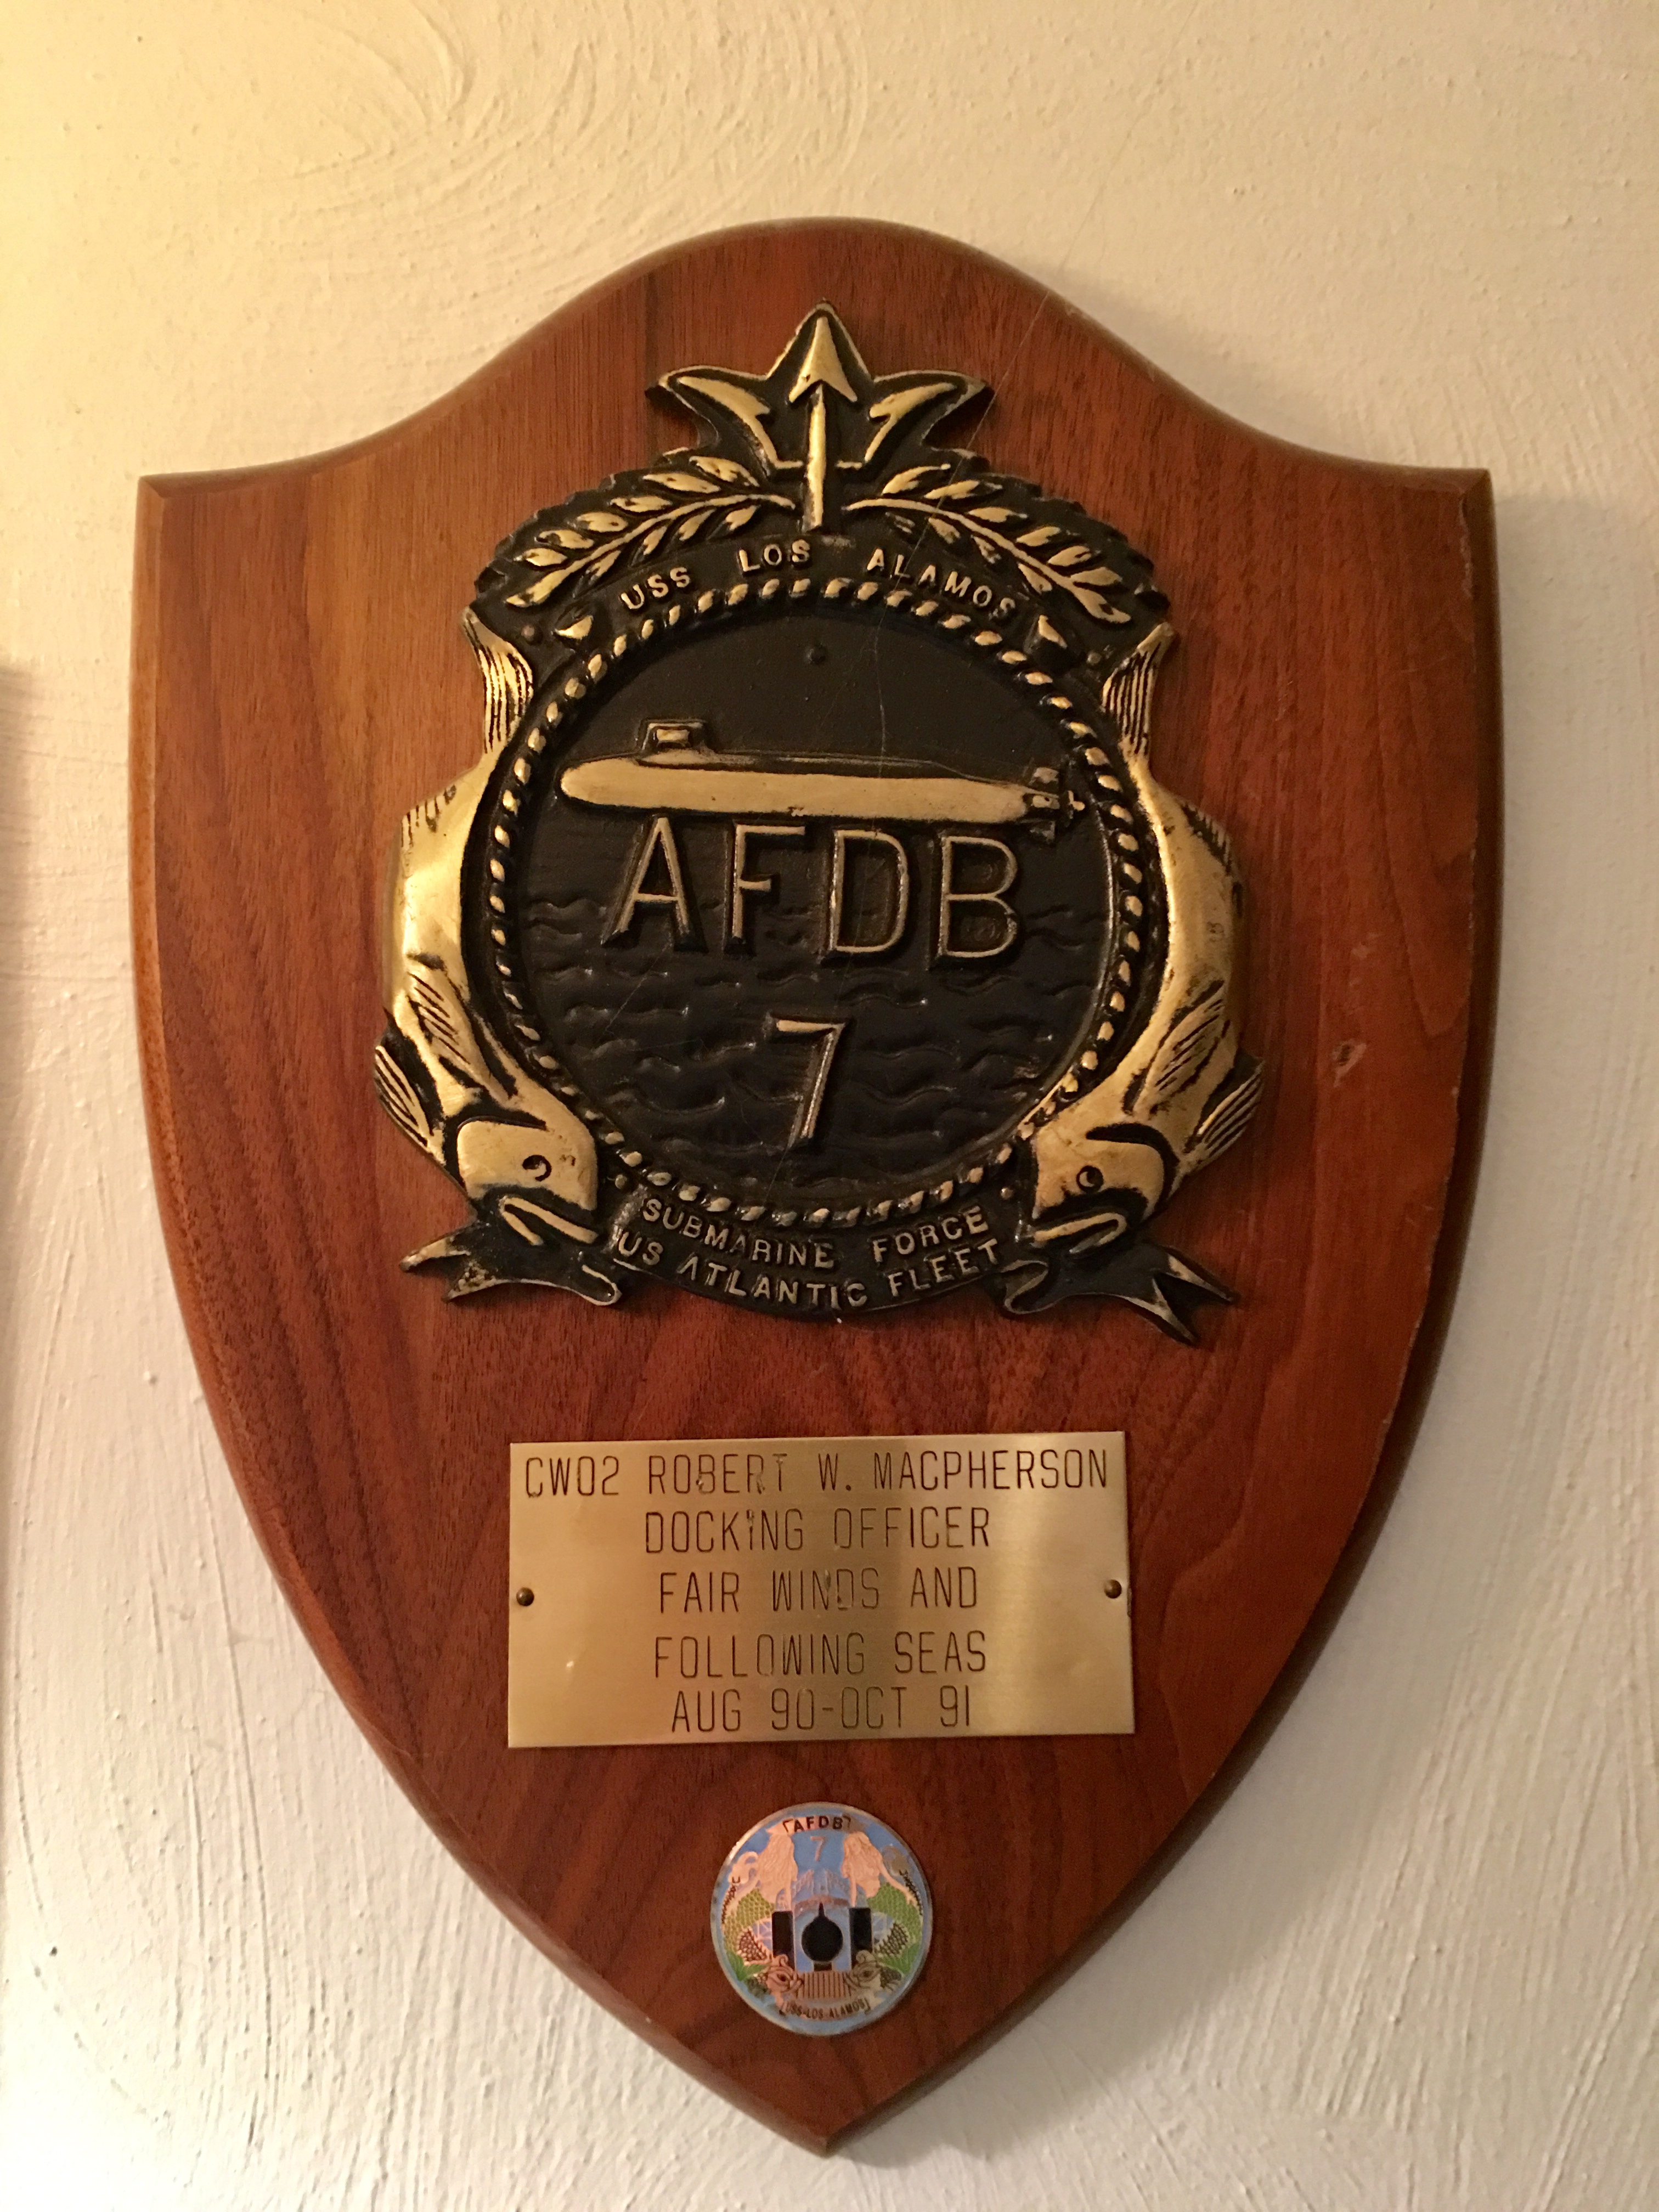 USS LOS ALAMOS
AFDB
7
SUBMARINE FORCE
US ATLANTIC FLEET
CWO2 ROBERT W. MACPHERSON
DOCKING OFFICER
FAIR WINDS AND
FOLLOWING SEAS
AUG 90-OCT 91
AFDB
7
USS-LOS-ALAMOS